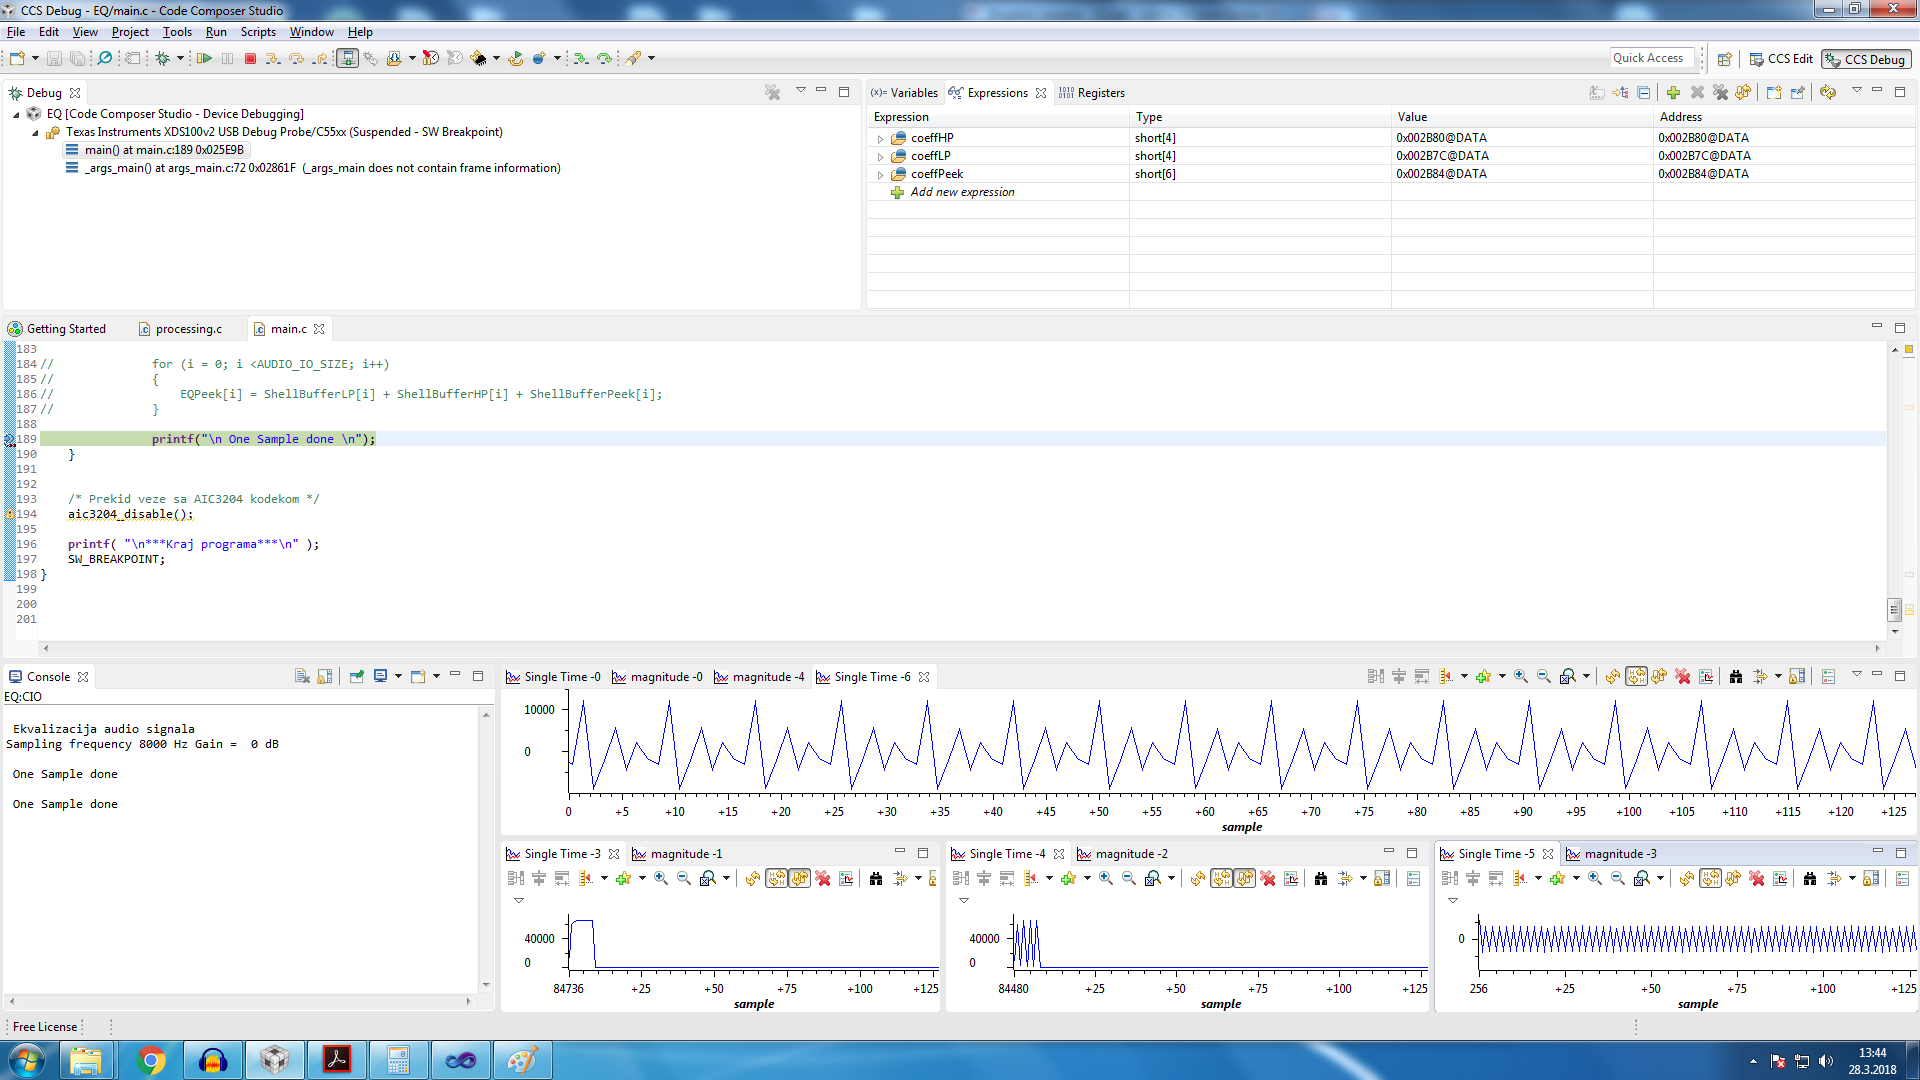 CCS Debug - EQ/main.c - Code Composer Studio
File Edit View Project Tools Run Scripts Window Help
Quick Access CCS Edit CCS Debug
Debug
EQ [Code Composer Studio - Device Debugging]
Texas Instruments XDS100v2 USB Debug Probe/C55xx (Suspended - SW Breakpoint)
main() at main.c:189 0x025E9B
_args_main() at args_main.c:72 0x02861F (_args_main does not contain frame information)
(x)= Variables Expressions Registers
Expression Type Value Address
coeffHP short[4] 0x002B80@DATA 0x002B80@DATA
coeffLP short[4] 0x002B7C@DATA 0x002B7C@DATA
coeffPeek short[6] 0x002B84@DATA 0x002B84@DATA
Add new expression
Getting Started processing.c main.c
183
184 // for (i = 0; i <AUDIO_IO_SIZE; i++)
185 // {
186 // EQPeek[i] = ShellBufferLP[i] + ShellBufferHP[i] + ShellBufferPeek[i];
187 // }
188
189 printf("\n One Sample done \n");
190 }
191
192
193 /* Prekid veze sa AIC3204 kodekom */
194 aic3204_disable();
195
196 printf( "\n***Kraj programa***\n" );
197 SW_BREAKPOINT;
198 }
199
200
201
Console
EQ:CIO
Ekvalizacija audio signala
Sampling frequency 8000 Hz Gain = 0 dB
One Sample done
One Sample done
Single Time -0 magnitude -0 magnitude -4 Single Time -6
10000
0
0 +5 +10 +15 +20 +25 +30 +35 +40 +45 +50 +55 +60 +65 +70 +75 +80 +85 +90 +95 +100 +105 +110 +115 +120 +125
sample
Single Time -3 magnitude -1
40000
0
84736 +25 +50 +75 +100 +125
sample
Single Time -4 magnitude -2
40000
0
84480 +25 +50 +75 +100 +125
sample
Single Time -5 magnitude -3
0
256 +25 +50 +75 +100 +125
sample
Free License
13:44
28.3.2018